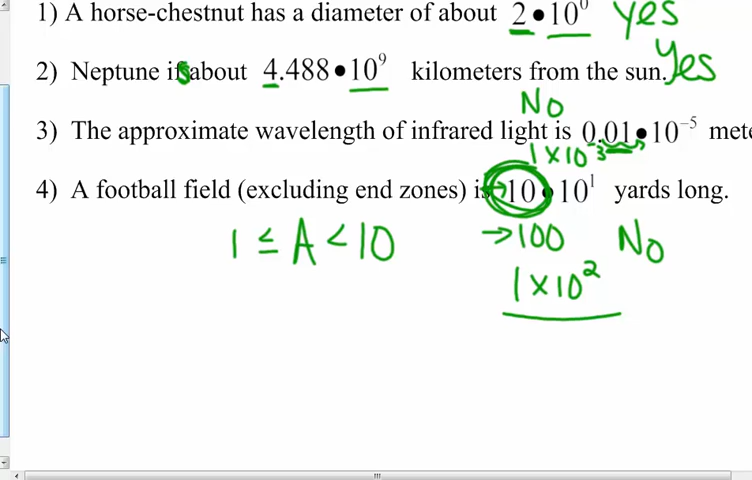 1) A horse-chestnut has a diameter of about 2•10⁰ yes
2) Neptune is about 4.488•10⁹ kilometers from the sun. yes
No
3) The approximate wavelength of infrared light is 0.01•10⁻⁵ mete
1×10⁻³
4) A football field (excluding end zones) is 10•10¹ yards long.
1 ≤ A < 10 →100 No
1×10²